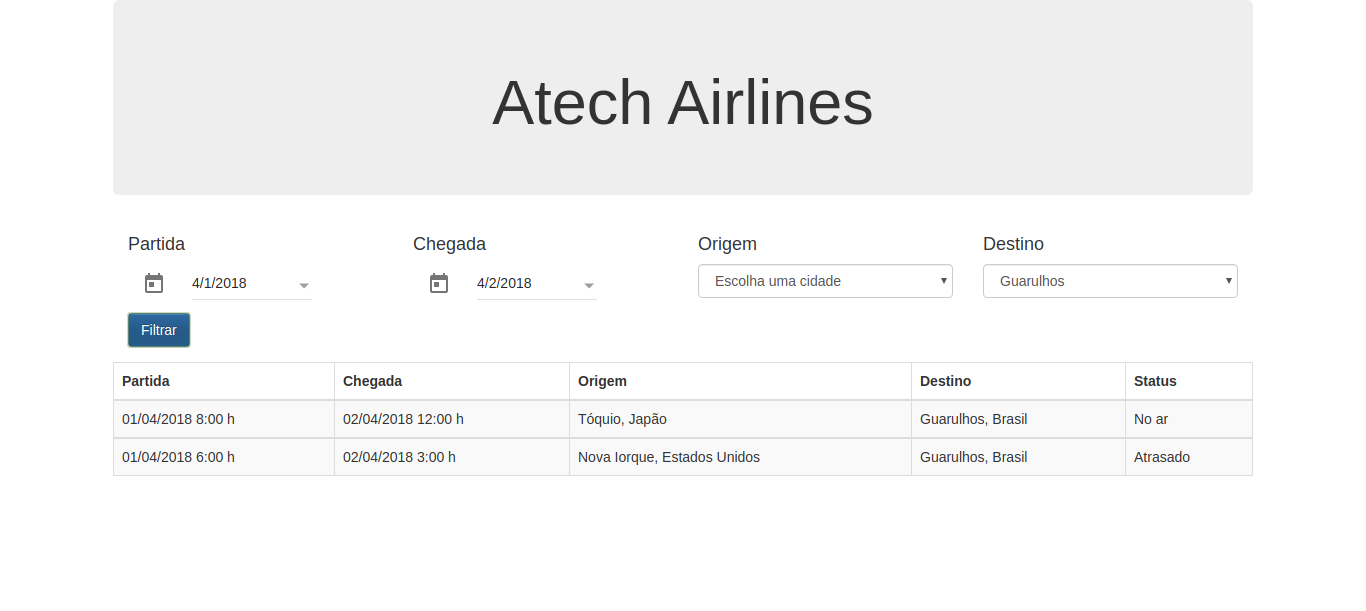 Atech Airlines
Partida Chegada Origem Destino
4/1/2018 4/2/2018 Escolha uma cidade Guarulhos
Filtrar
Partida Chegada Origem Destino Status
01/04/2018 8:00 h 02/04/2018 12:00 h Tóquio, Japão Guarulhos, Brasil No ar
01/04/2018 6:00 h 02/04/2018 3:00 h Nova Iorque, Estados Unidos Guarulhos, Brasil Atrasado